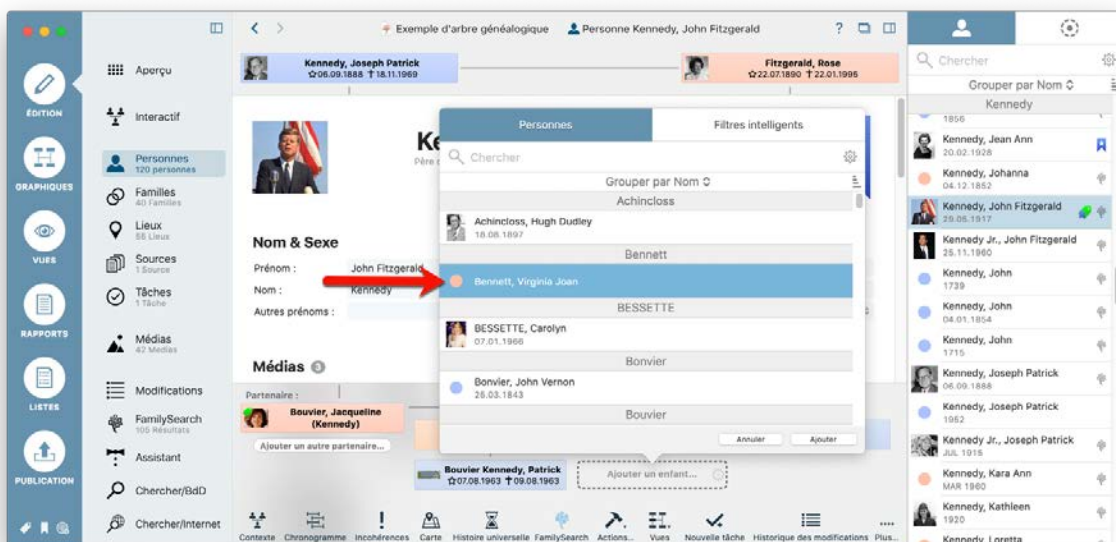 Exemple d'arbre généalogique
Personne Kennedy, John Fitzgerald
?
ÉDITION
GRAPHIQUES
VUES
RAPPORTS
LISTES
PUBLICATION
Aperçu
Interactif
Personnes
120 personnes
Familles
40 Familles
Lieux
Sources
1 Source
Tâches
1 Tâche
Médias
42 Medias
Modifications
FamilySearch
105 Résultats
Assistant
Chercher/BdD
Chercher/Internet
Kennedy, Joseph Patrick
☆06.09.1888 †18.11.1969
Fitzgerald, Rose
☆22.07.1890 †22.01.1995
Ke
Père
Nom & Sexe
Prénom :
John Fitzgerald
Nom :
Kennedy
Autres prénoms :
Médias 3
Partenaire :
Bouvier, Jacqueline
(Kennedy)
Ajouter un autre partenaire...
Bouvier Kennedy, Patrick
☆07.08.1963 †09.08.1963
Ajouter un enfant...
Personnes
Filtres intelligents
Chercher
Grouper par Nom
Achincloss
Achincloss, Hugh Dudley
18.08.1897
Bennett
Bennett, Virginia Joan
BESSETTE
BESSETTE, Carolyn
07.01.1966
Bonvier
Bonvier, John Vernon
26.03.1843
Bouvier
Annuler
Ajouter
Contexte
Chronogramme
Incohérences
Carte
Histoire universelle
FamilySearch
Actions...
Vues
Nouvelle tâche
Historique des modifications
Plus...
Chercher
Grouper par Nom
Kennedy
1856
Kennedy, Jean Ann
20.02.1928
Kennedy, Johanna
04.12.1852
Kennedy, John Fitzgerald
29.05.1917
Kennedy Jr., John Fitzgerald
25.11.1960
Kennedy, John
1739
Kennedy, John
04.01.1854
Kennedy, John
1715
Kennedy, Joseph Patrick
06.09.1888
Kennedy, Joseph Patrick
1952
Kennedy Jr., Joseph Patrick
JUL 1915
Kennedy, Kara Ann
MAR 1960
Kennedy, Kathleen
1920
Kennedy, Loretta